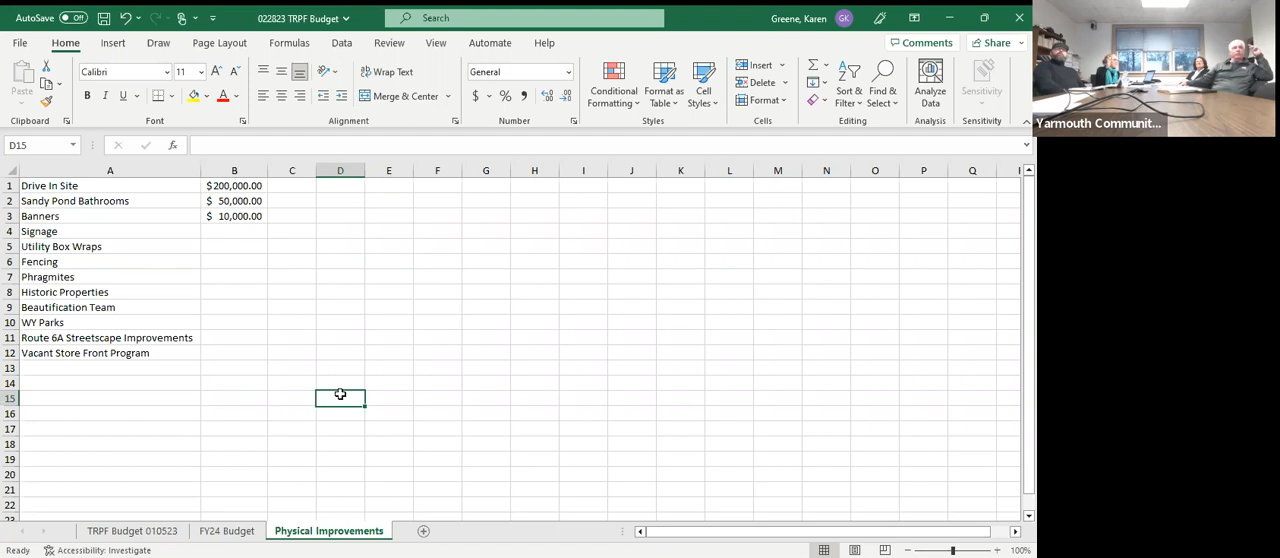 AutoSave Off 022823 TRPF Budget Search Greene, Karen GK
File Home Insert Draw Page Layout Formulas Data Review View Automate Help Comments Share
Paste Calibri 11 A A Wrap Text General Conditional Format as Cell Insert Σ Sort & Find & Analyze Sensitivity
B I U A Merge & Center $ % 9 Formatting Table Styles Delete Filter Select Data
Format
Clipboard Font Alignment Number Styles Cells Editing Analysis Sensitivity
D15 fx
A B C D E F G H I J K L M N O P Q
1 Drive In Site $200,000.00
2 Sandy Pond Bathrooms $ 50,000.00
3 Banners $ 10,000.00
4 Signage
5 Utility Box Wraps
6 Fencing
7 Phragmites
8 Historic Properties
9 Beautification Team
10 WY Parks
11 Route 6A Streetscape Improvements
12 Vacant Store Front Program
13
14
15
16
17
18
19
20
21
22
23
TRPF Budget 010523 FY24 Budget Physical Improvements
Ready Accessibility: Investigate 100%
Yarmouth Communit...